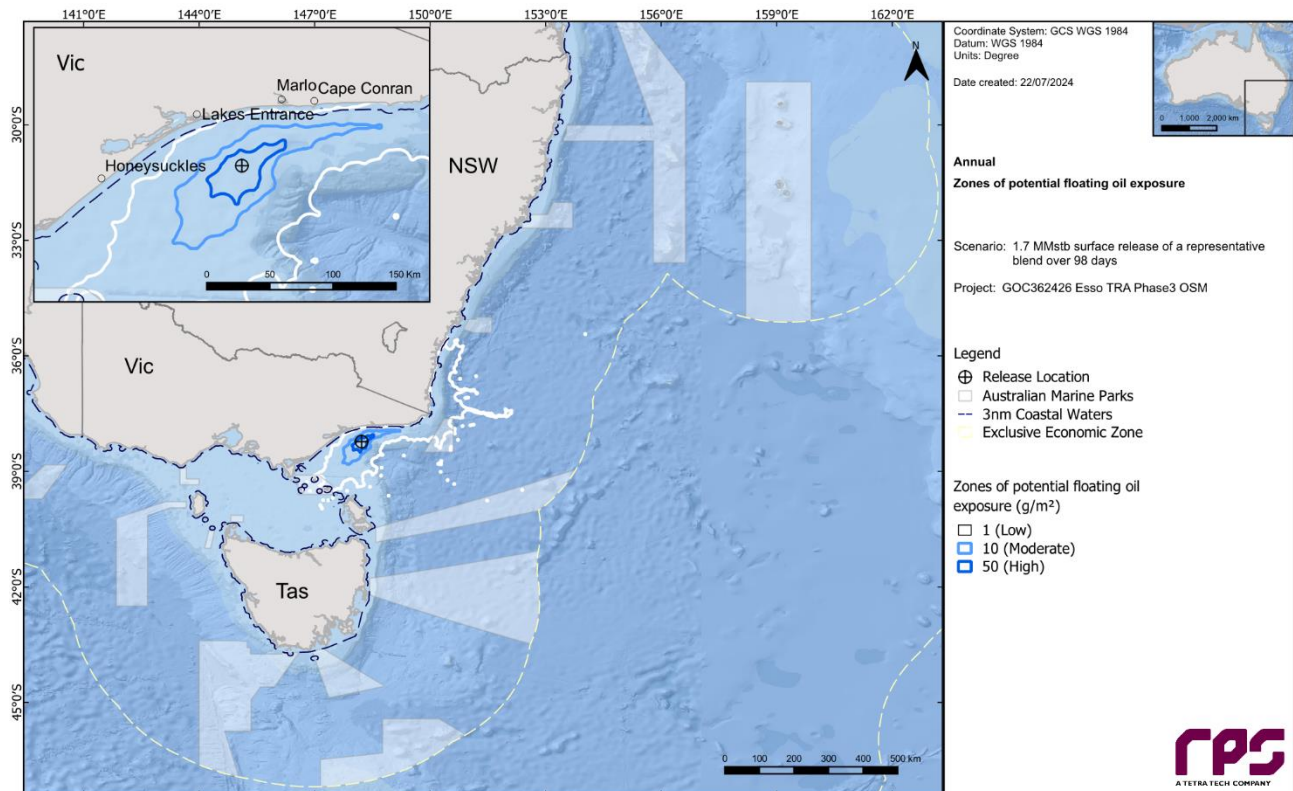 141°0'E
144°0'E
147°0'E
150°0'E
153°0'E
156°0'E
159°0'E
162°0'E
30°0'S
33°0'S
36°0'S
39°0'S
42°0'S
45°0'S
Vic
Marlo
Cape Conran
Lakes Entrance
Honeysuckles
0 50 100 150 Km
NSW
Vic
Tas
N
0 100 200 300 400 500 km
Coordinate System: GCS WGS 1984
Datum: WGS 1984
Units: Degree
Date created: 22/07/2024
0 1,000 2,000 km
Annual
Zones of potential floating oil exposure
Scenario: 1.7 MMstb surface release of a representative
blend over 98 days
Project: GOC362426 Esso TRA Phase3 OSM
Legend
Release Location
Australian Marine Parks
3nm Coastal Waters
Exclusive Economic Zone
Zones of potential floating oil
exposure (g/m²)
1 (Low)
10 (Moderate)
50 (High)
rps
A TETRA TECH COMPANY